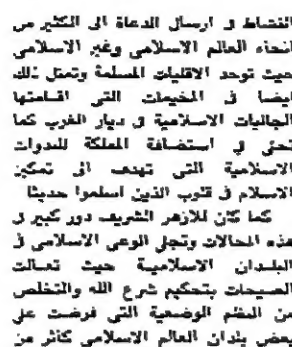 النشاط في ارسال الدعاة الى الكثير من
انحاء العالم الاسلامي وغير الاسلامي
حيث توجد الاقليات المسلمة وتمثل ذلك
ايضا في المخيمات التي اقامتها
الجاليات الاسلامية في ديار الغرب كما
تجلى في استضافة المملكة للندوات
الاسلامية التي تهدف الى تمكين
الاسلام في قلوب الذين اسلموا حديثا
كما كان للازهر الشريف دور كبير في
هذه المجالات وتجلى الوعي الاسلامي في
البلدان الاسلامية حيث تعالت
الصيحات بتحكيم شرع الله والتخلص
من النظم الوضعية التي فرضت على
بعض بلدان العالم الاسلامي كأثر من